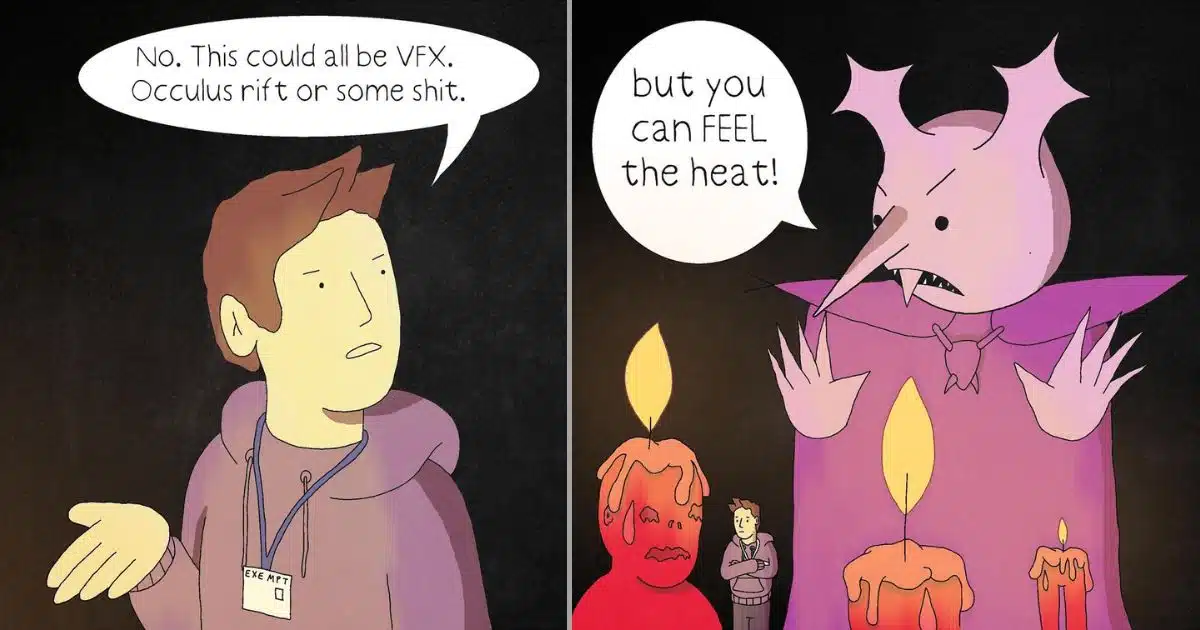 No. This could all be VFX.
Occulus rift or some shit.
EXEMPT
but you
can FEEL
the heat!